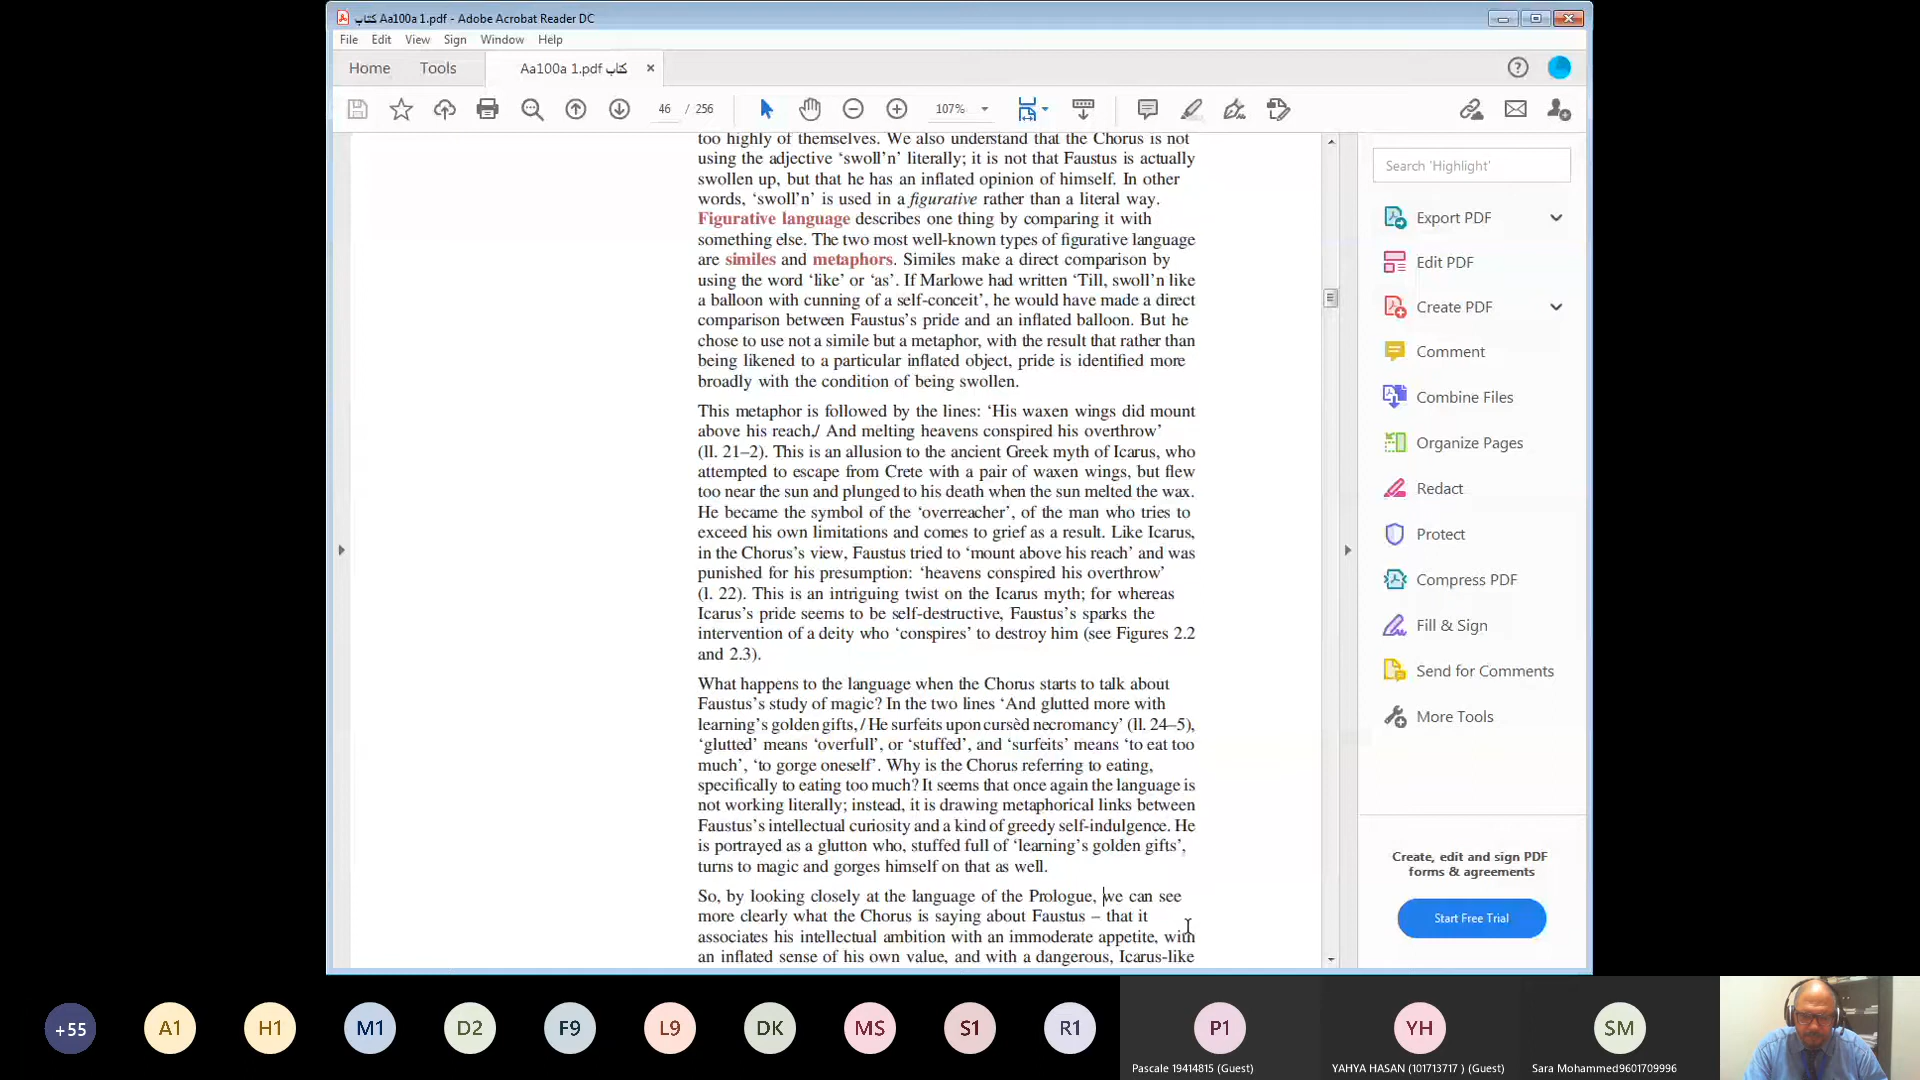 كتاب Aa100a 1.pdf - Adobe Acrobat Reader DC
File Edit View Sign Window Help
Home Tools Aa100a 1.pdf كتاب
46 / 256 107%
too highly of themselves. We also understand that the Chorus is not
using the adjective ‘swoll’n’ literally; it is not that Faustus is actually
swollen up, but that he has an inflated opinion of himself. In other
words, ‘swoll’n’ is used in a figurative rather than a literal way.
Figurative language describes one thing by comparing it with
something else. The two most well-known types of figurative language
are similes and metaphors. Similes make a direct comparison by
using the word ‘like’ or ‘as’. If Marlowe had written ‘Till, swoll’n like
a balloon with cunning of a self-conceit’, he would have made a direct
comparison between Faustus’s pride and an inflated balloon. But he
chose to use not a simile but a metaphor, with the result that rather than
being likened to a particular inflated object, pride is identified more
broadly with the condition of being swollen.
This metaphor is followed by the lines: ‘His waxen wings did mount
above his reach,/ And melting heavens conspired his overthrow’
(ll. 21–2). This is an allusion to the ancient Greek myth of Icarus, who
attempted to escape from Crete with a pair of waxen wings, but flew
too near the sun and plunged to his death when the sun melted the wax.
He became the symbol of the ‘overreacher’, of the man who tries to
exceed his own limitations and comes to grief as a result. Like Icarus,
in the Chorus’s view, Faustus tried to ‘mount above his reach’ and was
punished for his presumption: ‘heavens conspired his overthrow’
(l. 22). This is an intriguing twist on the Icarus myth; for whereas
Icarus’s pride seems to be self-destructive, Faustus’s sparks the
intervention of a deity who ‘conspires’ to destroy him (see Figures 2.2
and 2.3).
What happens to the language when the Chorus starts to talk about
Faustus’s study of magic? In the two lines ‘And glutted more with
learning’s golden gifts, / He surfeits upon cursèd necromancy’ (ll. 24–5),
‘glutted’ means ‘overfull’, or ‘stuffed’, and ‘surfeits’ means ‘to eat too
much’, ‘to gorge oneself’. Why is the Chorus referring to eating,
specifically to eating too much? It seems that once again the language is
not working literally; instead, it is drawing metaphorical links between
Faustus’s intellectual curiosity and a kind of greedy self-indulgence. He
is portrayed as a glutton who, stuffed full of ‘learning’s golden gifts’,
turns to magic and gorges himself on that as well.
So, by looking closely at the language of the Prologue, we can see
more clearly what the Chorus is saying about Faustus – that it
associates his intellectual ambition with an immoderate appetite, with
an inflated sense of his own value, and with a dangerous, Icarus-like
Search 'Highlight'
Export PDF
Edit PDF
Create PDF
Comment
Combine Files
Organize Pages
Redact
Protect
Compress PDF
Fill & Sign
Send for Comments
More Tools
Create, edit and sign PDF
forms & agreements
Start Free Trial
+55 A1 H1 M1 D2 F9 L9 DK MS S1 R1 P1 YH SM
Pascale 19414815 (Guest) YAHYA HASAN (101713717 ) (Guest) Sara Mohammed9601709996